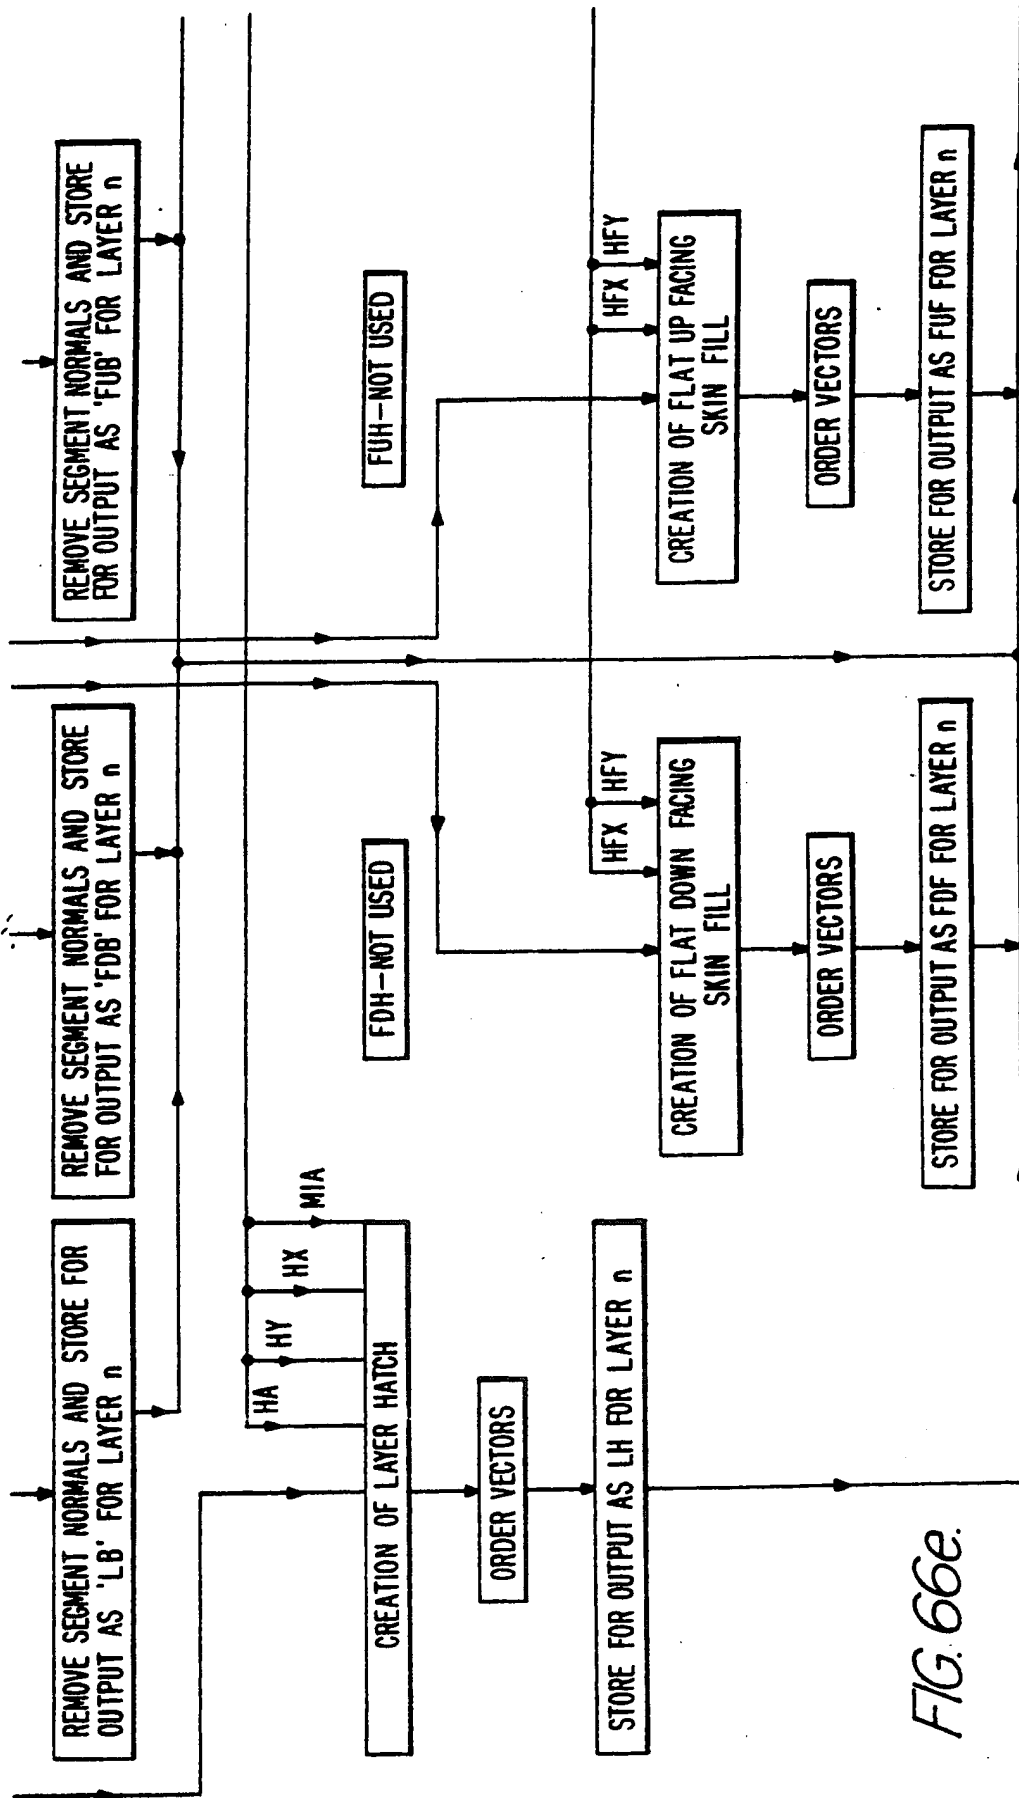 REMOVE SEGMENT NORMALS AND STORE FOR
OUTPUT AS 'LB' FOR LAYER n
REMOVE SEGMENT NORMALS AND STORE
FOR OUTPUT AS 'FDB' FOR LAYER n
REMOVE SEGMENT NORMALS AND STORE
FOR OUTPUT AS 'FUB' FOR LAYER n
HA
HY
HX
MIA
CREATION OF LAYER HATCH
FDH-NOT USED
FUH-NOT USED
ORDER VECTORS
STORE FOR OUTPUT AS LH FOR LAYER n
HFX
HFY
HFX
HFY
CREATION OF FLAT DOWN FACING
SKIN FILL
CREATION OF FLAT UP FACING
SKIN FILL
ORDER VECTORS
ORDER VECTORS
STORE FOR OUTPUT AS FDF FOR LAYER n
STORE FOR OUTPUT AS FUF FOR LAYER n
FIG. 66e.